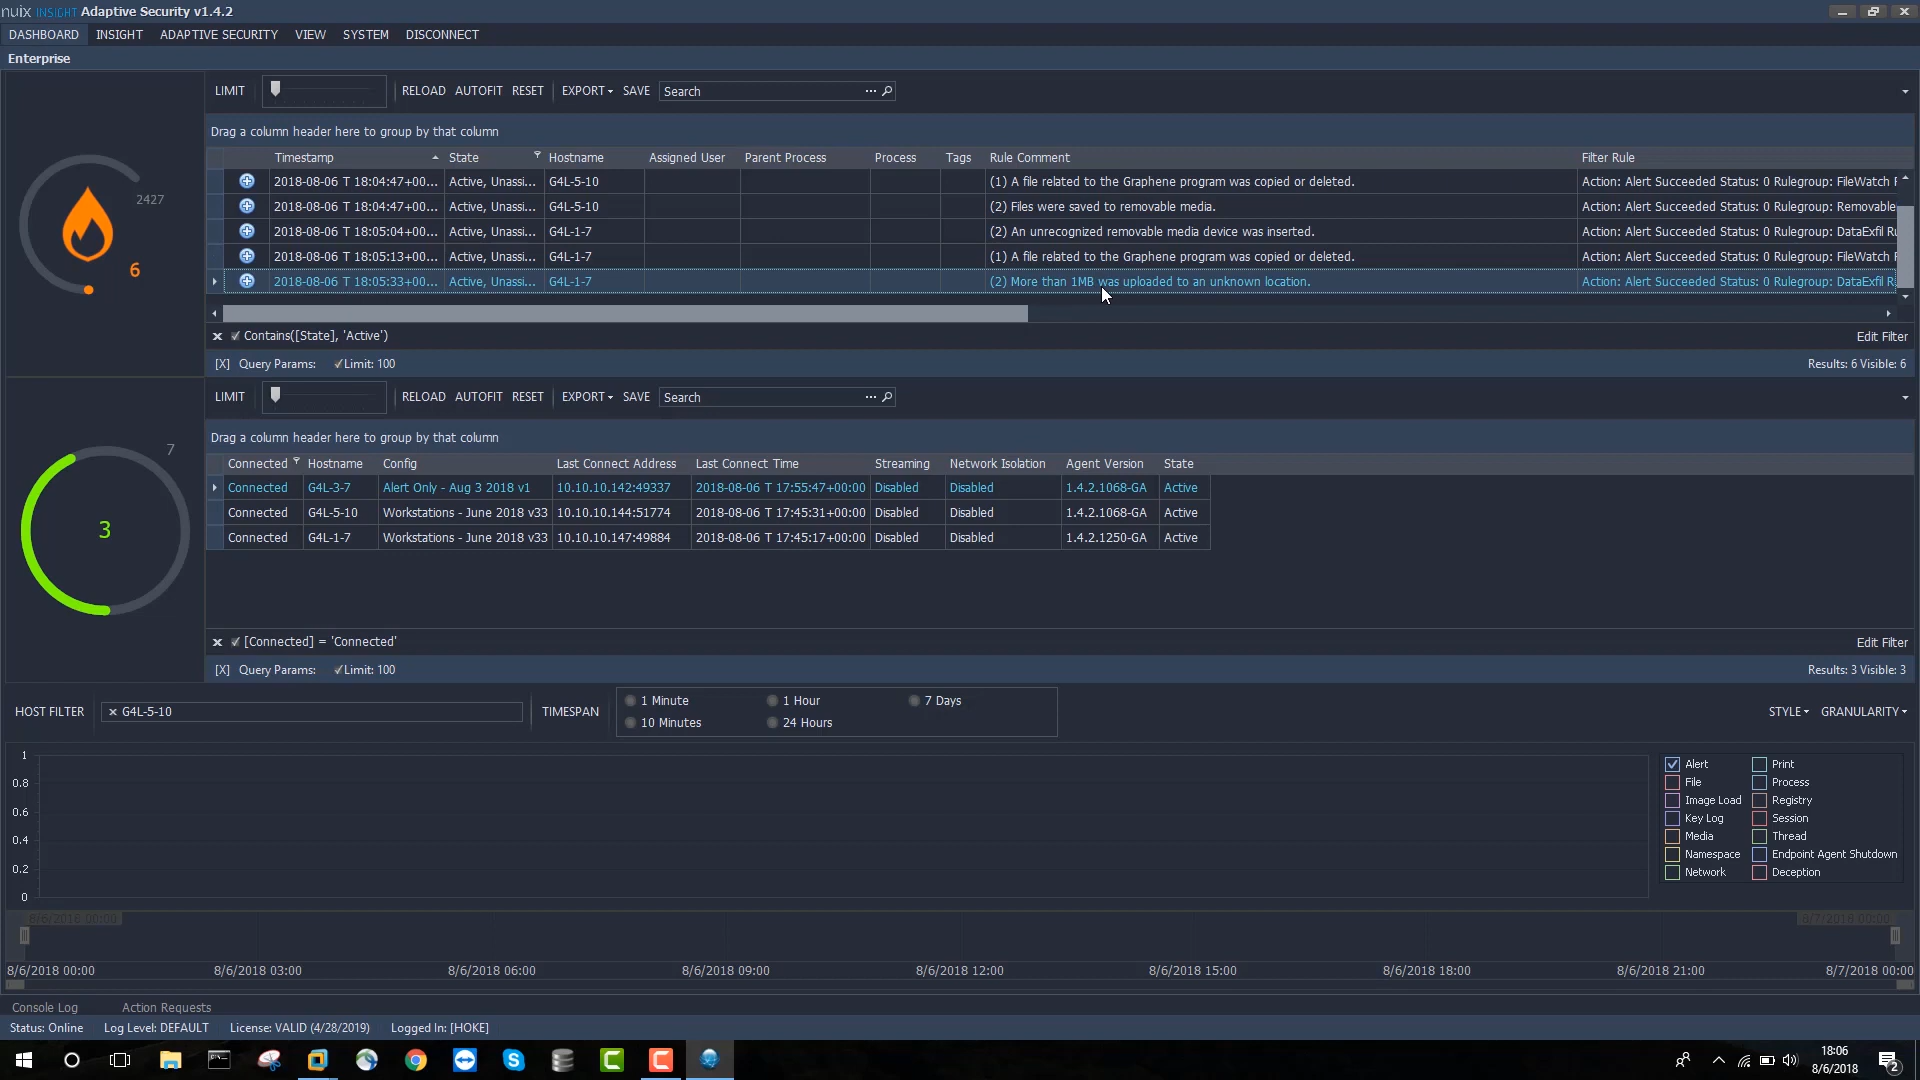 nuix INSIGHT Adaptive Security v1.4.2
DASHBOARD INSIGHT ADAPTIVE SECURITY VIEW SYSTEM DISCONNECT
Enterprise
LIMIT RELOAD AUTOFIT RESET EXPORT SAVE Search
Drag a column header here to group by that column
Timestamp State Hostname Assigned User Parent Process Process Tags Rule Comment Filter Rule
2018-08-06 T 18:04:47+00... Active, Unassi... G4L-5-10 (1) A file related to the Graphene program was copied or deleted. Action: Alert Succeeded Status: 0 Rulegroup: FileWatch F
2018-08-06 T 18:04:47+00... Active, Unassi... G4L-5-10 (2) Files were saved to removable media. Action: Alert Succeeded Status: 0 Rulegroup: Removable
2018-08-06 T 18:05:04+00... Active, Unassi... G4L-1-7 (2) An unrecognized removable media device was inserted. Action: Alert Succeeded Status: 0 Rulegroup: DataExfil Ru
2018-08-06 T 18:05:13+00... Active, Unassi... G4L-1-7 (1) A file related to the Graphene program was copied or deleted. Action: Alert Succeeded Status: 0 Rulegroup: FileWatch F
2018-08-06 T 18:05:33+00... Active, Unassi... G4L-1-7 (2) More than 1MB was uploaded to an unknown location. Action: Alert Succeeded Status: 0 Rulegroup: DataExfil R
2427
6
Contains([State], 'Active') Edit Filter
[X] Query Params: Limit: 100 Results: 6 Visible: 6
LIMIT RELOAD AUTOFIT RESET EXPORT SAVE Search
Drag a column header here to group by that column
7
3
Connected Hostname Config Last Connect Address Last Connect Time Streaming Network Isolation Agent Version State
Connected G4L-3-7 Alert Only - Aug 3 2018 v1 10.10.10.142:49337 2018-08-06 T 17:55:47+00:00 Disabled Disabled 1.4.2.1068-GA Active
Connected G4L-5-10 Workstations - June 2018 v33 10.10.10.144:51774 2018-08-06 T 17:45:31+00:00 Disabled Disabled 1.4.2.1068-GA Active
Connected G4L-1-7 Workstations - June 2018 v33 10.10.10.147:49884 2018-08-06 T 17:45:17+00:00 Disabled Disabled 1.4.2.1250-GA Active
[Connected] = 'Connected' Edit Filter
[X] Query Params: Limit: 100 Results: 3 Visible: 3
HOST FILTER G4L-5-10 TIMESPAN 1 Minute 1 Hour 7 Days
10 Minutes 24 Hours
STYLE GRANULARITY
1
0.8
0.6
0.4
0.2
0
Alert Print
File Process
Image Load Registry
Key Log Session
Media Thread
Namespace Endpoint Agent Shutdown
Network Deception
8/6/2018 00:00 8/7/2018 00:00
8/6/2018 00:00 8/6/2018 03:00 8/6/2018 06:00 8/6/2018 09:00 8/6/2018 12:00 8/6/2018 15:00 8/6/2018 18:00 8/6/2018 21:00 8/7/2018 00:00
Console Log Action Requests
Status: Online Log Level: DEFAULT License: VALID (4/28/2019) Logged In: [HOKE]
18:06
8/6/2018
2